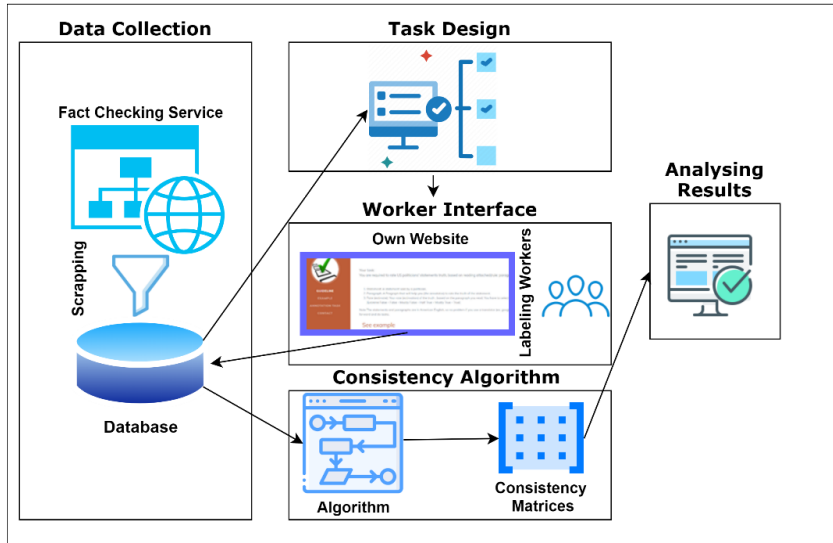 Data Collection
Fact Checking Service
Scrapping
Database
Task Design
Worker Interface
Own Website
See example
Labeling Workers
Consistency Algorithm
Algorithm
Consistency
Matrices
Analysing
Results